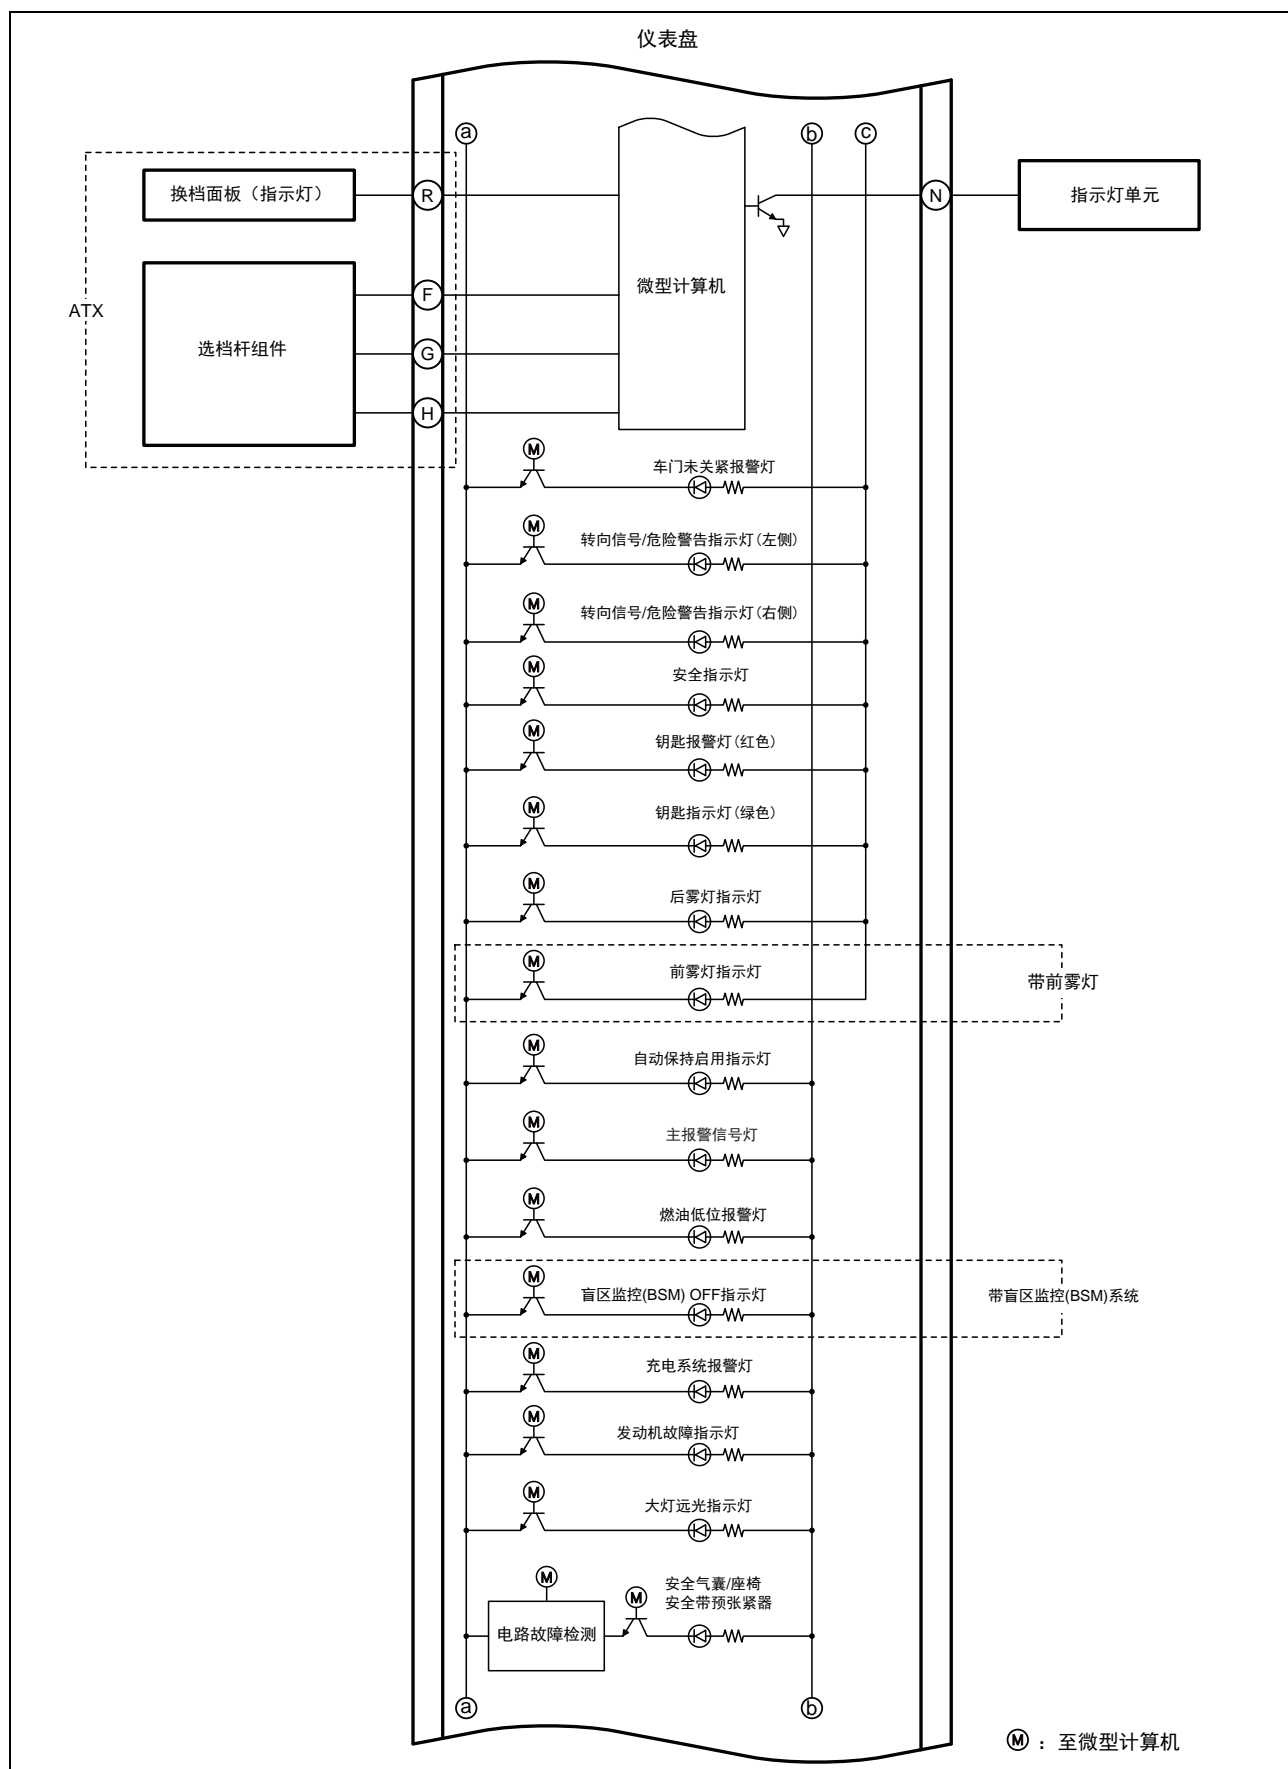 仪表盘
a
b
c
换档面板（指示灯）
R
N
指示灯单元
微型计算机
F
ATX
选档杆组件
G
H
M
车门未关紧报警灯
M
转向信号/危险警告指示灯(左侧)
M
转向信号/危险警告指示灯(右侧)
M
安全指示灯
M
钥匙报警灯(红色)
M
钥匙指示灯(绿色)
M
后雾灯指示灯
M
前雾灯指示灯
带前雾灯
M
自动保持启用指示灯
M
主报警信号灯
M
燃油低位报警灯
M
盲区监控(BSM) OFF指示灯
带盲区监控(BSM)系统
M
充电系统报警灯
M
发动机故障指示灯
M
大灯远光指示灯
M
M
安全气囊/座椅
安全带预张紧器
电路故障检测
a
b
M ：至微型计算机